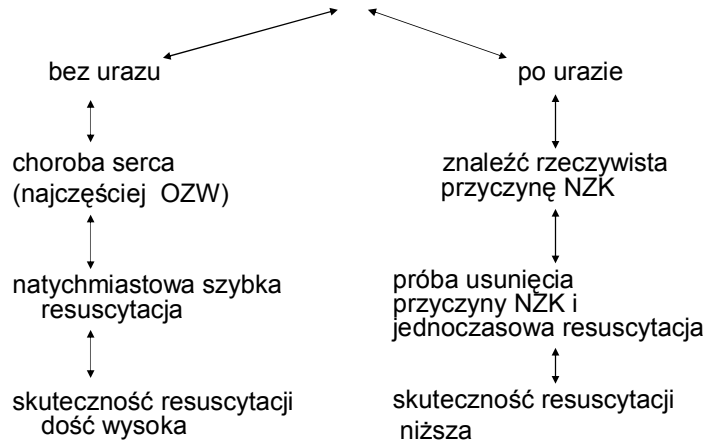 bez urazu
po urazie
choroba serca
(najczęściej OZW)
znaleźć rzeczywista
przyczynę NZK
natychmiastowa szybka
resuscytacja
próba usunięcia
przyczyny NZK i
jednoczasowa resuscytacja
skuteczność resuscytacji
dość wysoka
skuteczność resuscytacji
niższa